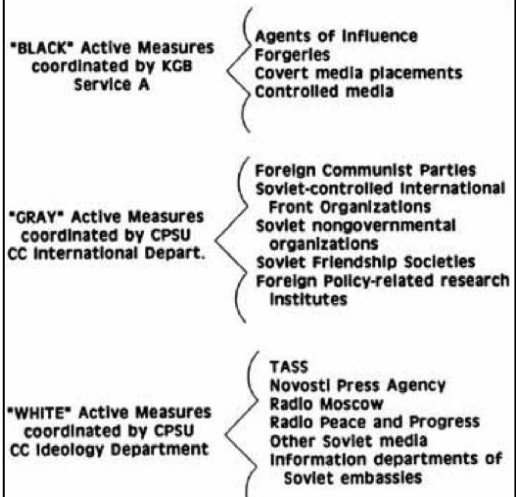 "BLACK" Active Measures
coordinated by KGB
Service A
Agents of Influence
Forgeries
Covert media placements
Controlled media
"GRAY" Active Measures
coordinated by CPSU
CC International Depart.
Foreign Communist Parties
Soviet-controlled International
Front Organizations
Soviet nongovernmental
organizations
Soviet Friendship Societies
Foreign Policy-related research
Institutes
"WHITE" Active Measures
coordinated by CPSU
CC Ideology Department
TASS
Novosti Press Agency
Radio Moscow
Radio Peace and Progress
Other Soviet media
Information departments of
Soviet embassies